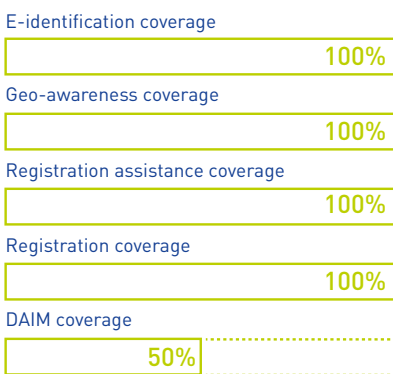 E-identification coverage
100%
Geo-awareness coverage
100%
Registration assistance coverage
100%
Registration coverage
100%
DAIM coverage
50%